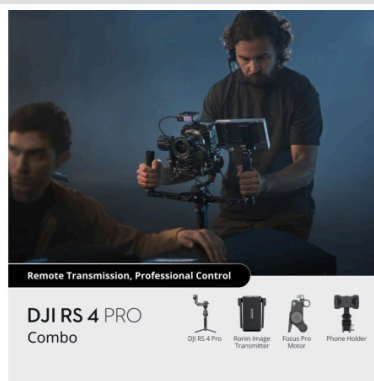 Remote Transmission, Professional Control
DJI RS 4 PRO
Combo
DJI RS 4 Pro
Ronin Image
Transmitter
Focus Pro
Motor
Phone Holder